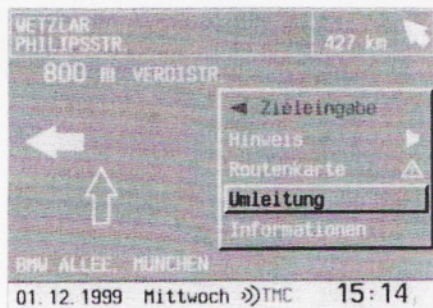 WETZLAR
PHILIPSSTR.
427 km
800 m VERDISTR
Zieleingabe
Hinweis
Routenkarte
Umleitung
Informationen
BMW ALLEE, MUNCHEN
01. 12. 1999 Mittwoch TMC 15:14